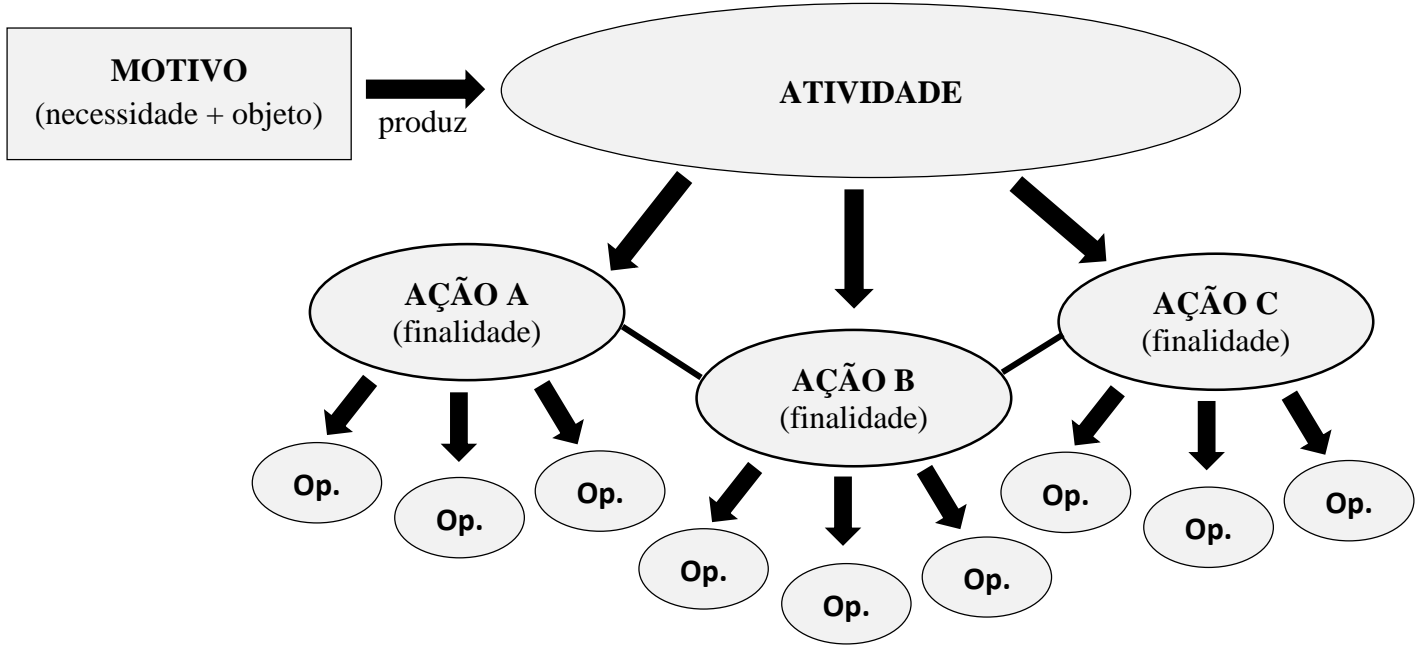 MOTIVO
(necessidade + objeto)
produz
ATIVIDADE
AÇÃO A
(finalidade)
AÇÃO B
(finalidade)
AÇÃO C
(finalidade)
Op.
Op.
Op.
Op.
Op.
Op.
Op.
Op.
Op.